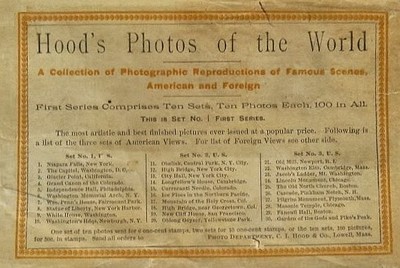 Hood's Photos of the World
A Collection of Photographic Reproductions of Famous Scenes,
American and Foreign
First Series Comprises Ten Sets, Ten Photos Each, 100 in All.
THIS IS SET NO. 1 FIRST SERIES.
The most artistic and best finished pictures ever issued at a popular price. Following is
a list of the three sets of American Views. For list of Foreign Views see other side.
Set No. 1, U. S.
1. Niagara Falls, New York.
2. The Capitol, Washington, D. C.
3. Glacier Point, California.
4. Grand Canon of the Colorado.
5. Independence Hall, Philadelphia.
6. Washington Memorial Arch, N. Y.
7. Wm. Penn's House, Fairmount Park.
8. Statue of Liberty, New York Harbor.
9. White House, Washington.
10. Washington's Hdqs, Newburgh, N. Y.
Set No. 2, U. S.
11. Obelisk Central Park, N. Y. City.
12. High Bridge, New York City.
13. City Hall, New York City.
14. Longfellow's House, Cambridge.
15. Currecanti Needle, Colorado.
16. Ice Floes in the Northern Pacific.
17. Mountain of the Holy Cross, Col.
18. High Bridge, near Georgetown, Col.
19. New Cliff House, San Francisco.
20. Oblong Geyser, Yellowstone Park.
Set No. 3, U. S.
21. Old Mill, Newport, R. I.
22. Washington Elm, Cambridge, Mass.
23. Jacob's Ladder, Mt. Washington.
24. Lincoln Monument, Chicago.
25. The Old North Church, Boston.
26. Cascade, Franklin Notch, N. H.
27. Pilgrim Monument, Plymouth, Mass.
28. Masonic Temple, Chicago.
29. Faneuil Hall, Boston.
30. Garden of the Gods and Pike's Peak.
One set of ten photos sent for 6 one-cent stamps, two sets for 10 one-cent stamps, or the ten sets, 100 pictures,
for 50c. in stamps. Send all orders to PHOTO DEPARTMENT, C. I. HOOD & CO., Lowell, Mass.